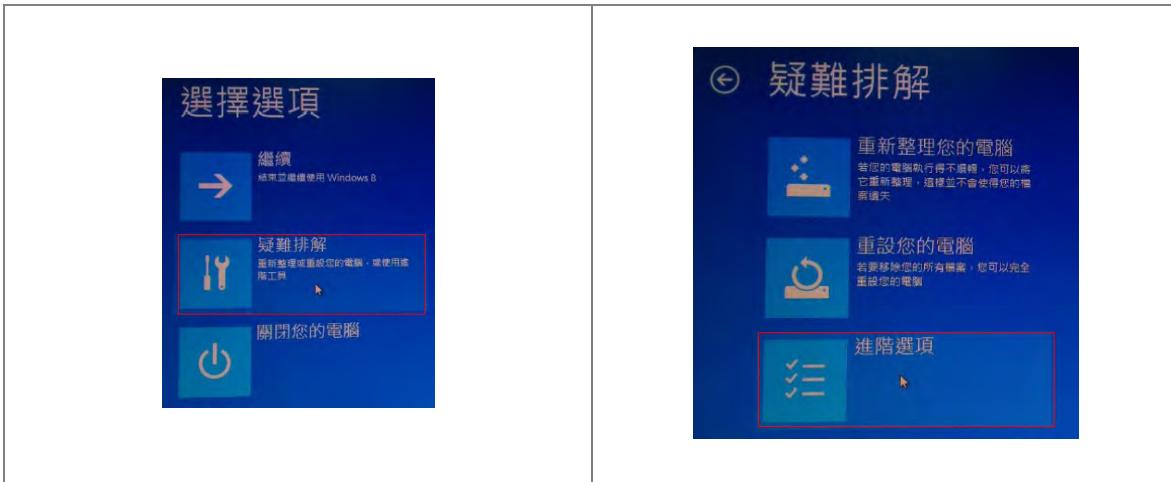 選擇選項
繼續
結束並繼續使用 Windows 8
疑難排解
重新整理或重設您的電腦，或使用進
階工具
關閉您的電腦
疑難排解
重新整理您的電腦
若您的電腦執行得不順暢，您可以將
它重新整理，這樣並不會使得您的檔
案遺失
重設您的電腦
若要移除您的所有檔案，您可以完全
重設您的電腦
進階選項